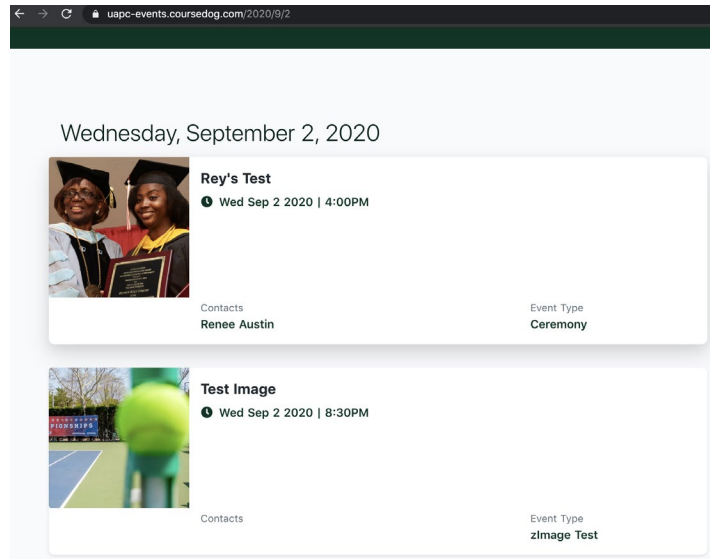 uapc-events.coursedog.com/2020/9/2
Wednesday, September 2, 2020
Rey's Test
Wed Sep 2 2020 | 4:00PM
Contacts
Event Type
Renee Austin
Ceremony
PIONSHIPS
Test Image
Wed Sep 2 2020 | 8:30PM
Contacts
Event Type
zImage Test